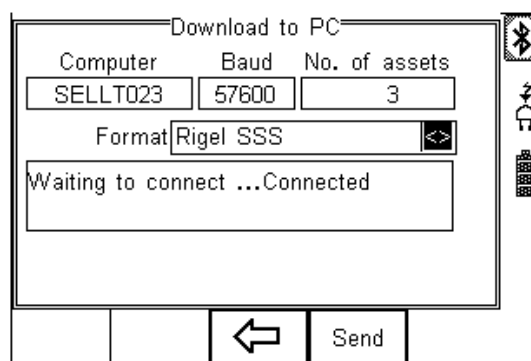 Download to PC
Computer Baud No. of assets
SELLT023 57600 3
Format Rigel SSS <>
Waiting to connect ...Connected
Send